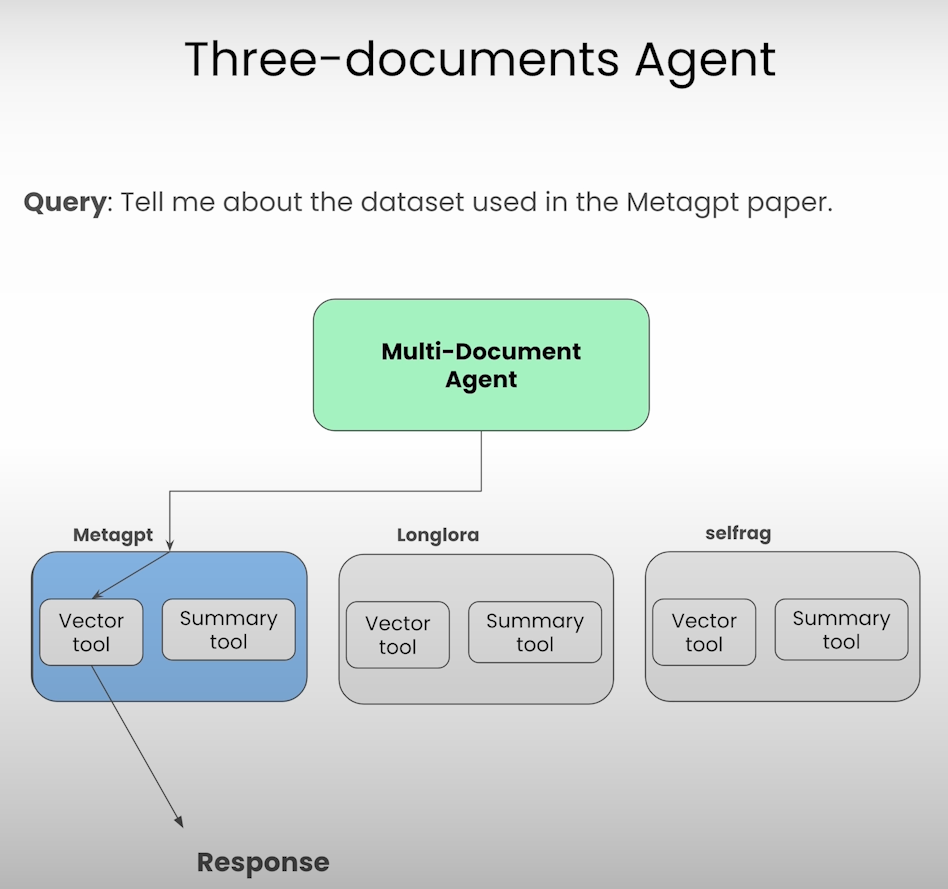 Three-documents Agent
Query: Tell me about the dataset used in the Metagpt paper.
Multi-Document
Agent
Metagpt
Longlora
selfrag
Vector
tool
Summary
tool
Vector
tool
Summary
tool
Vector
tool
Summary
tool
Response